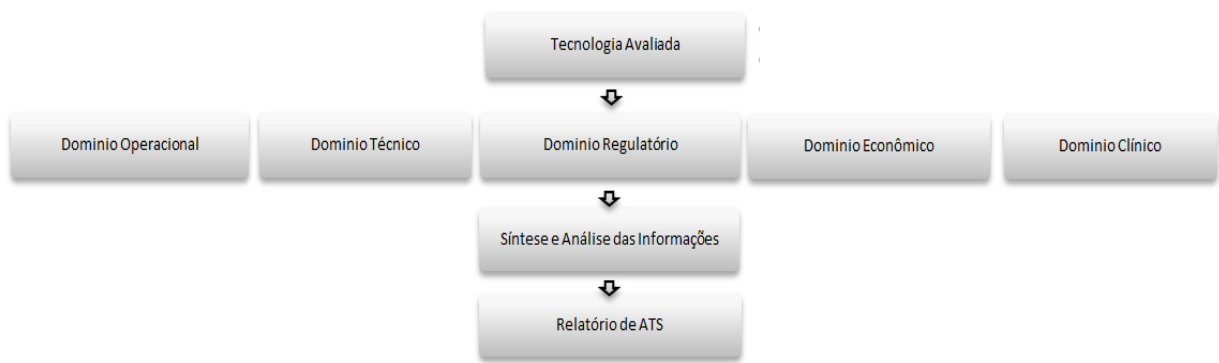 Tecnologia Avaliada
Dominio Operacional
Dominio Técnico
Dominio Regulatório
Dominio Econômico
Dominio Clínico
Síntese e Análise das Informações
Relatório de ATS